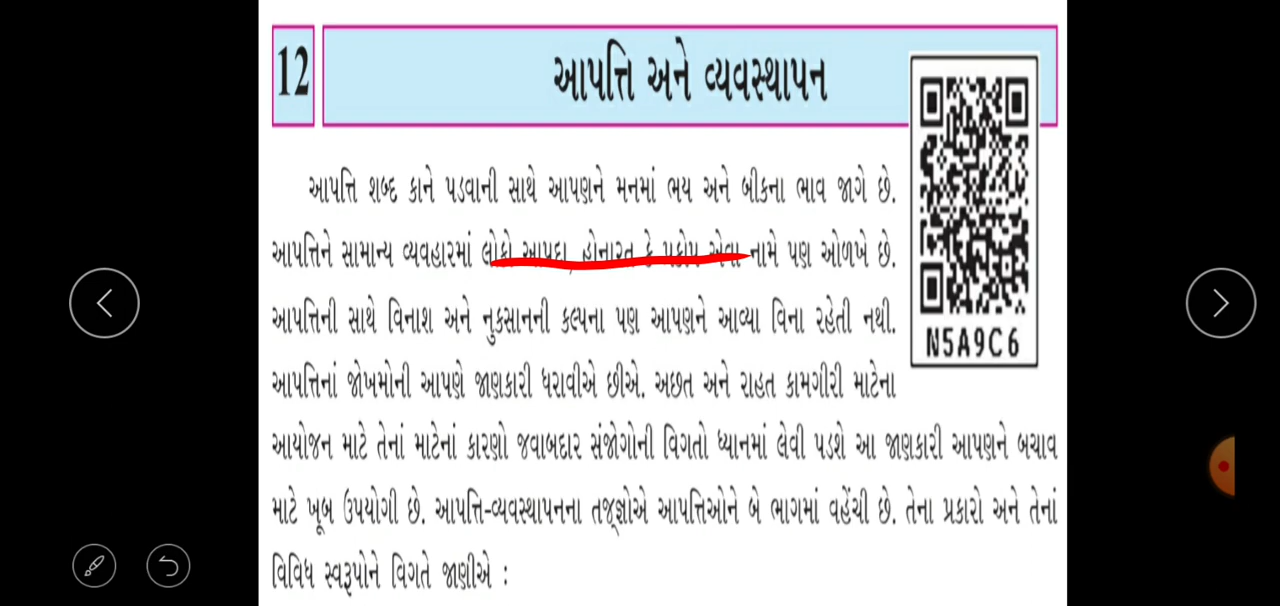 12
આપત્તિ અને વ્યવસ્થાપન
આપત્તિ શબ્દ કાને પડવાની સાથે આપણને મનમાં ભય અને બીકના ભાવ જાગે છે.
આપત્તિને સામાન્ય વ્યવહારમાં લોકો આપદા, હોનારત કે પ્રકોપ એવા નામે પણ ઓળખે છે.
આપત્તિની સાથે વિનાશ અને નુકસાનની કલ્પના પણ આપણને આવ્યા વિના રહેતી નથી.
N5A9C6
આપત્તિનાં જોખમોની આપણે જાણકારી ધરાવીએ છીએ. અછત અને રાહત કામગીરી માટેના
આયોજન માટે તેનાં માટેનાં કારણો જવાબદાર સંજોગોની વિગતો ધ્યાનમાં લેવી પડશે આ જાણકારી આપણને બચાવ
માટે ખૂબ ઉપયોગી છે. આપત્તિ-વ્યવસ્થાપનના તજ્જ્ઞોએ આપત્તિઓને બે ભાગમાં વહેંચી છે. તેના પ્રકારો અને તેનાં
વિવિધ સ્વરૂપોને વિગતે જાણીએ :